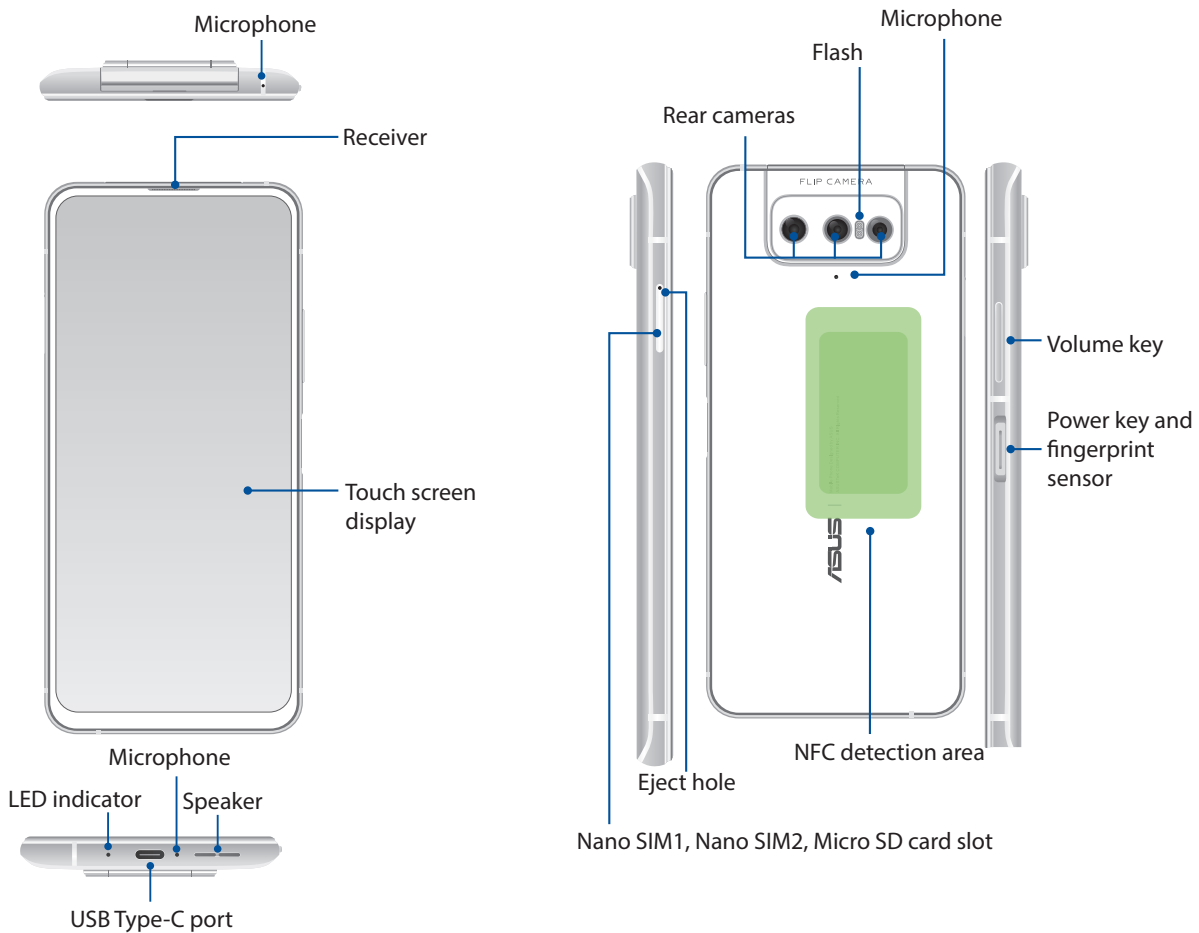 Microphone
Receiver
Touch screen
display
Microphone
LED indicator
Speaker
USB Type-C port
Microphone
Flash
Rear cameras
FLIP CAMERA
Volume key
Power key and
fingerprint
sensor
ASUS
NFC detection area
Eject hole
Nano SIM1, Nano SIM2, Micro SD card slot